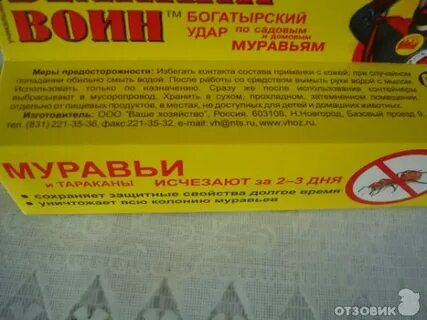 ВОИН™ БОГАТЫРСКИЙ
УДАР по садовым
и домовым
МУРАВЬЯМ
Меры предосторожности: Избегать контакта состава приманки с кожей, при случайном
попадании обильно смыть водой. После работы со средством вымыть руки водой с мылом.
Использовать только по назначению. Сразу же после использования контейнеры
выбрасывают в мусоропровод. Хранить в сухом, прохладном, затемненном помещении
отдельно от пищевых продуктов, в местах, не доступных для детей и домашних животных.
Изготовитель: ООО "Ваше хозяйство", Россия, 603108, Н.Новгород, Базовый проезд 9,
тел. (831) 221-35-36, факс 221-35-32, e-mail: vh@nts.ru, www.vhoz.ru.
МУРАВЬИ
и ТАРАКАНЫ ИСЧЕЗАЮТ за 2-3 ДНЯ
• сохраняет защитные свойства долгое время
• уничтожает всю колонию муравьев
ОТЗОВИК